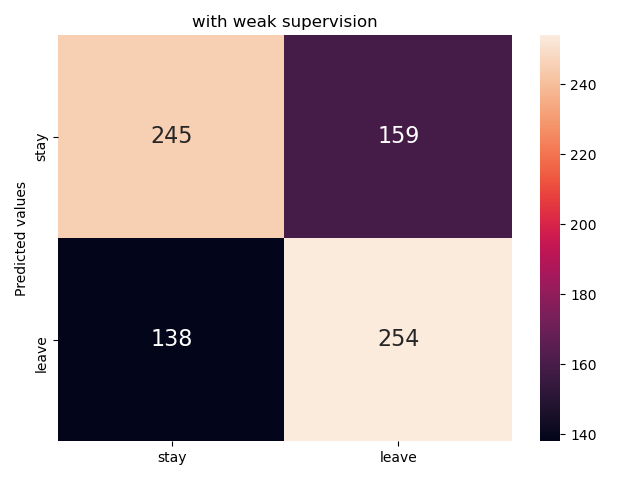 with weak supervision
stay
245
159
Predicted values
leave
138
254
stay
leave
240
220
200
180
160
140